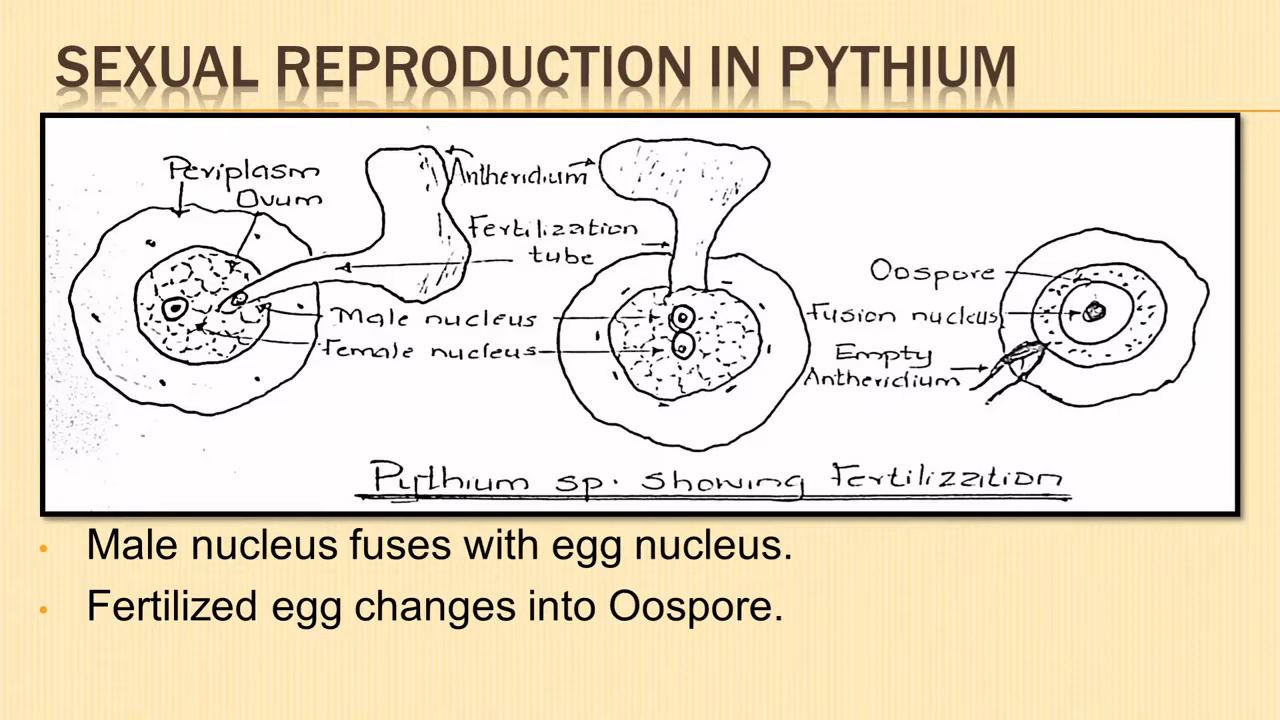 SEXUAL REPRODUCTION IN PYTHIUM
Periplasm
Ovum
Antheridium
Fertilization
tube
Male nucleus
Female nucleus
Oospore
Fusion nucleus
Empty
Antheridium
Pythium sp. showing Fertilization
• Male nucleus fuses with egg nucleus.
• Fertilized egg changes into Oospore.